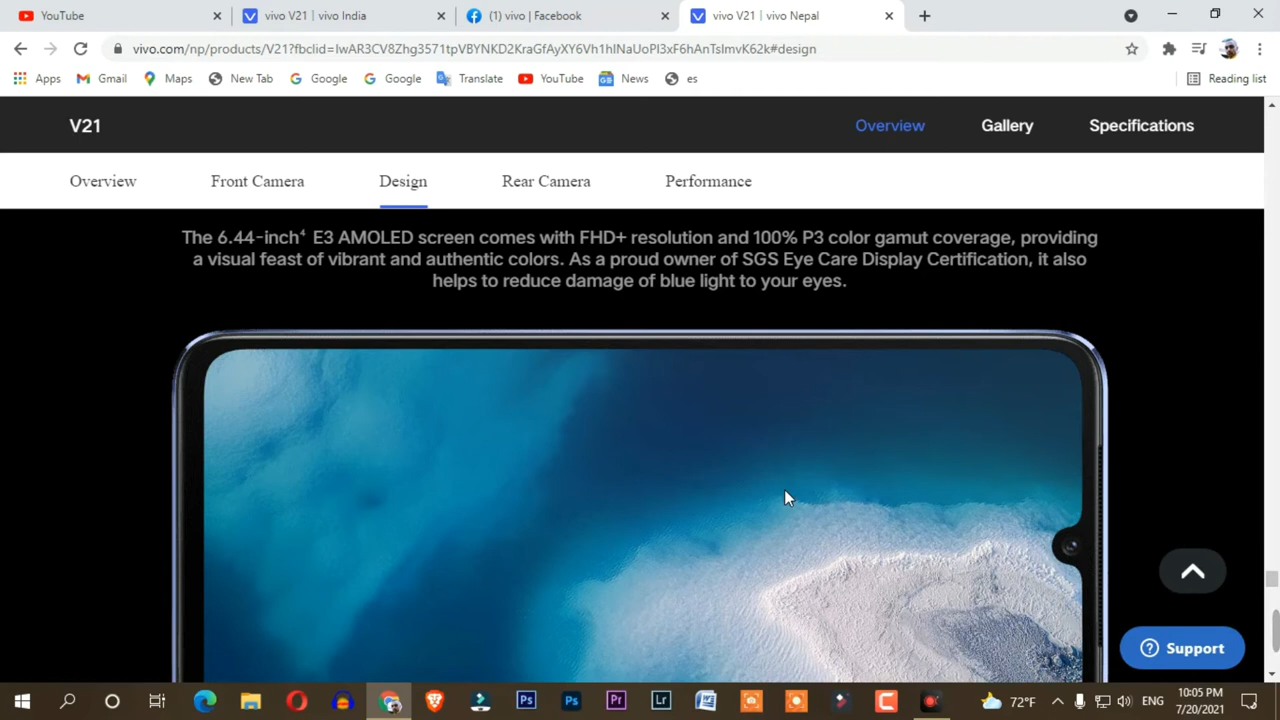 YouTube
vivo V21 | vivo India
(1) vivo | Facebook
vivo V21 | vivo Nepal
vivo.com/np/products/V21?fbclid=IwAR3CV8Zhg3571tpVBYNKD2KraGfAyXY6Vh1hINaUoPI3xF6hAnTsImvK62k#design
Apps
Gmail
Maps
New Tab
Google
Google
Translate
YouTube
News
es
Reading list
V21
Overview
Gallery
Specifications
Overview
Front Camera
Design
Rear Camera
Performance
The 6.44-inch⁴ E3 AMOLED screen comes with FHD+ resolution and 100% P3 color gamut coverage, providing
a visual feast of vibrant and authentic colors. As a proud owner of SGS Eye Care Display Certification, it also
helps to reduce damage of blue light to your eyes.
Support
72°F
ENG
10:05 PM
7/20/2021